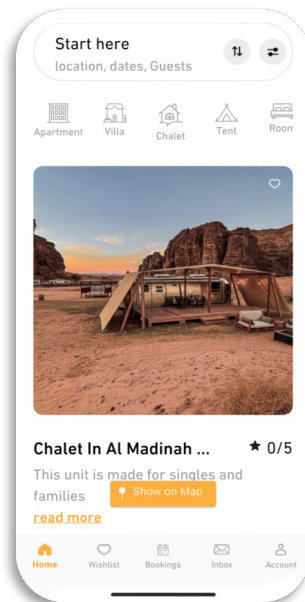 Start here
location, dates, Guests
Apartment
Villa
Chalet
Tent
Room
Chalet In Al Madinah ...
0/5
This unit is made for singles and
families
Show on Map
read more
Home
Wishlist
Bookings
Inbox
Account